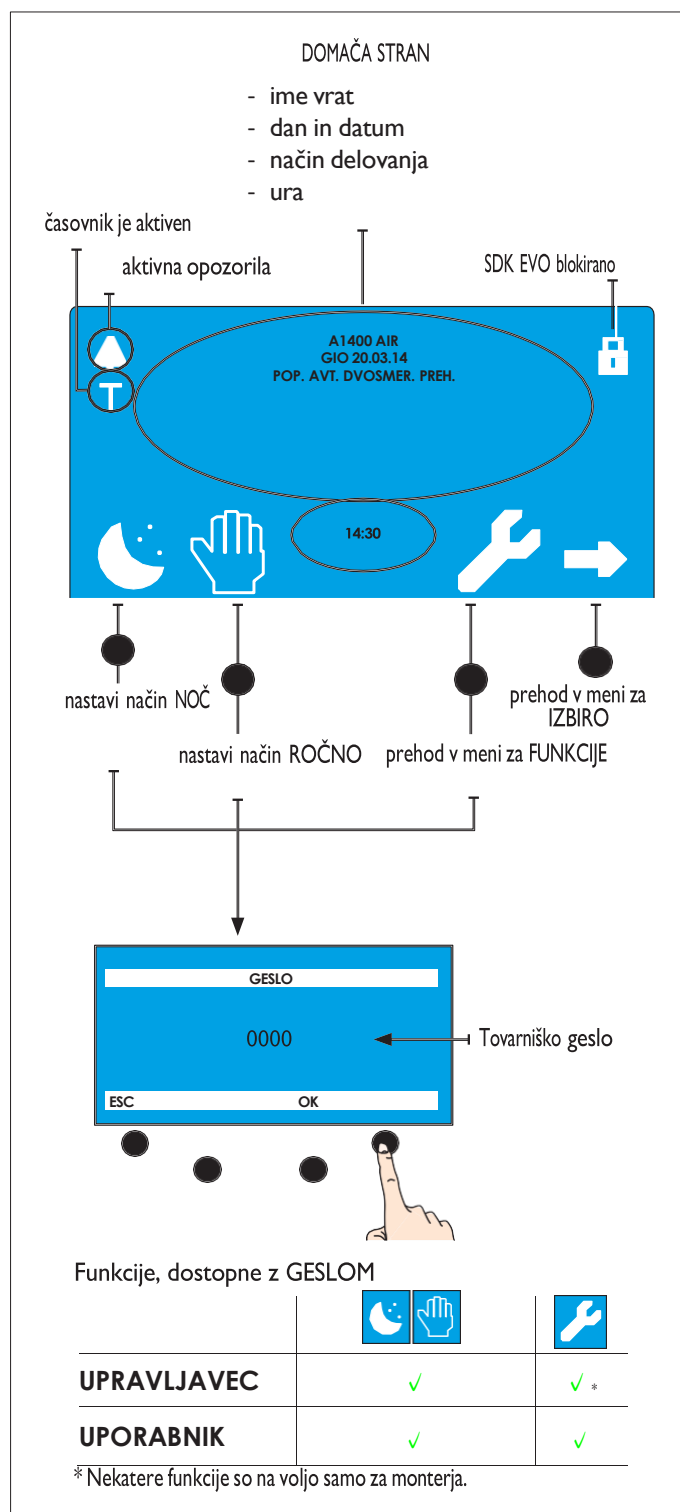 DOMAČA STRAN
- ime vrat
- dan in datum
- način delovanja
- ura
časovnik je aktiven
aktivna opozorila
SDK EVO blokirano
A1400 AIR
GIO 20.03.14
POP. AVT. DVOSMER. PREH.
T
14:30
nastavi način NOČ
prehod v meni za
IZBIRO
nastavi način ROČNO
prehod v meni za FUNKCIJE
GESLO
0000
Tovarniško geslo
ESC OK
Funkcije, dostopne z GESLOM
UPRAVLJAVEC √ √ *
UPORABNIK √ √
* Nekatere funkcije so na voljo samo za monterja.